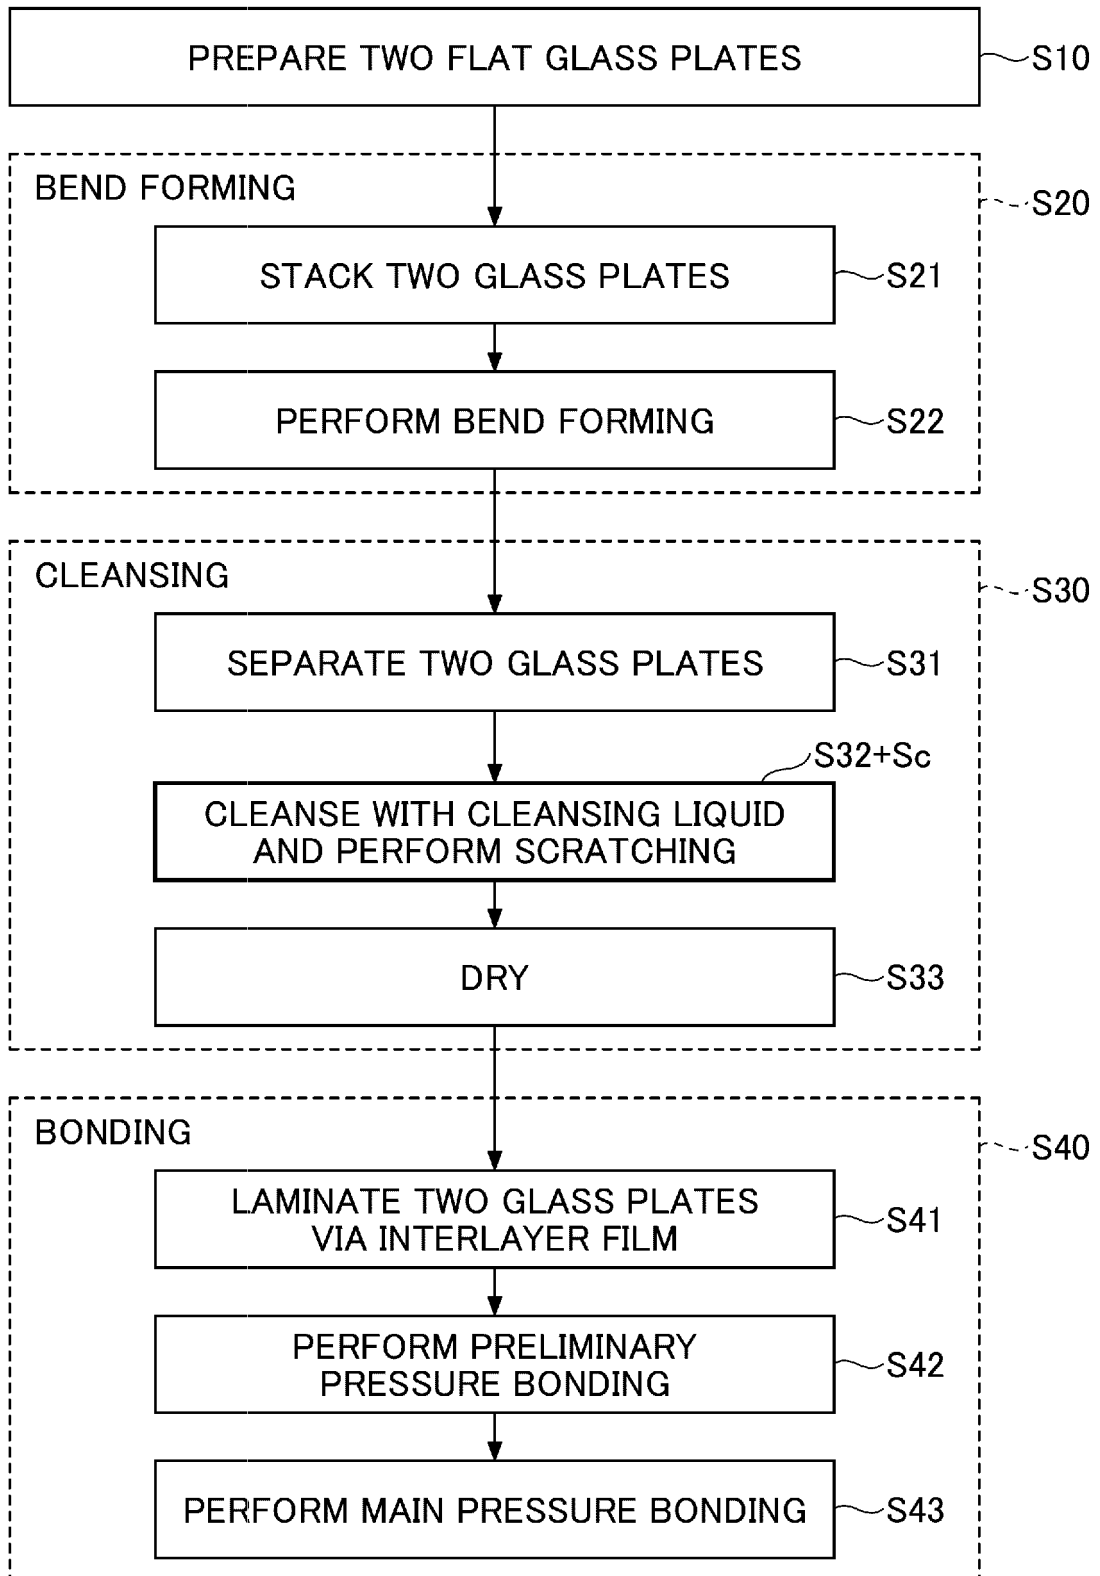 PREPARE TWO FLAT GLASS PLATES
S10
BEND FORMING
S20
STACK TWO GLASS PLATES
S21
PERFORM BEND FORMING
S22
CLEANSING
S30
SEPARATE TWO GLASS PLATES
S31
S32+Sc
CLEANSE WITH CLEANSING LIQUID
AND PERFORM SCRATCHING
DRY
S33
BONDING
S40
LAMINATE TWO GLASS PLATES
VIA INTERLAYER FILM
S41
PERFORM PRELIMINARY
PRESSURE BONDING
S42
PERFORM MAIN PRESSURE BONDING
S43